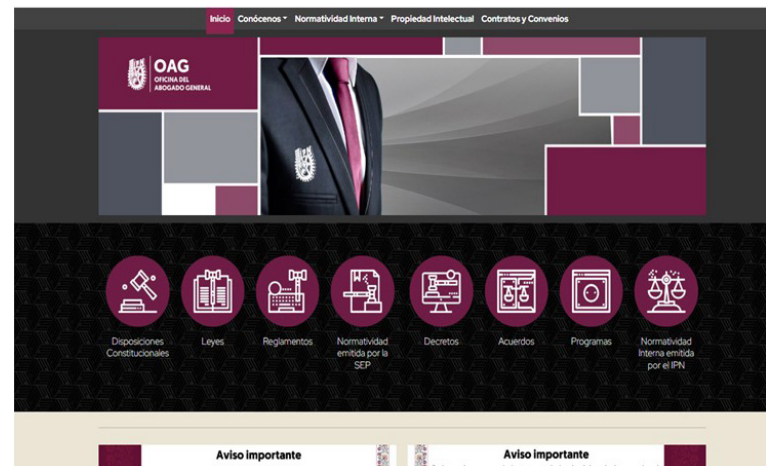 Inicio Conócenos Normatividad Interna Propiedad Intelectual Contratos y Convenios
OAG
OFICINA DEL
ABOGADO GENERAL
Disposiciones
Constitucionales
Leyes
Reglamentos
Normatividad
emitida por la
SEP
Decretos
Acuerdos
Programas
Normatividad
Interna emitida
por el IPN
Aviso importante
Aviso importante